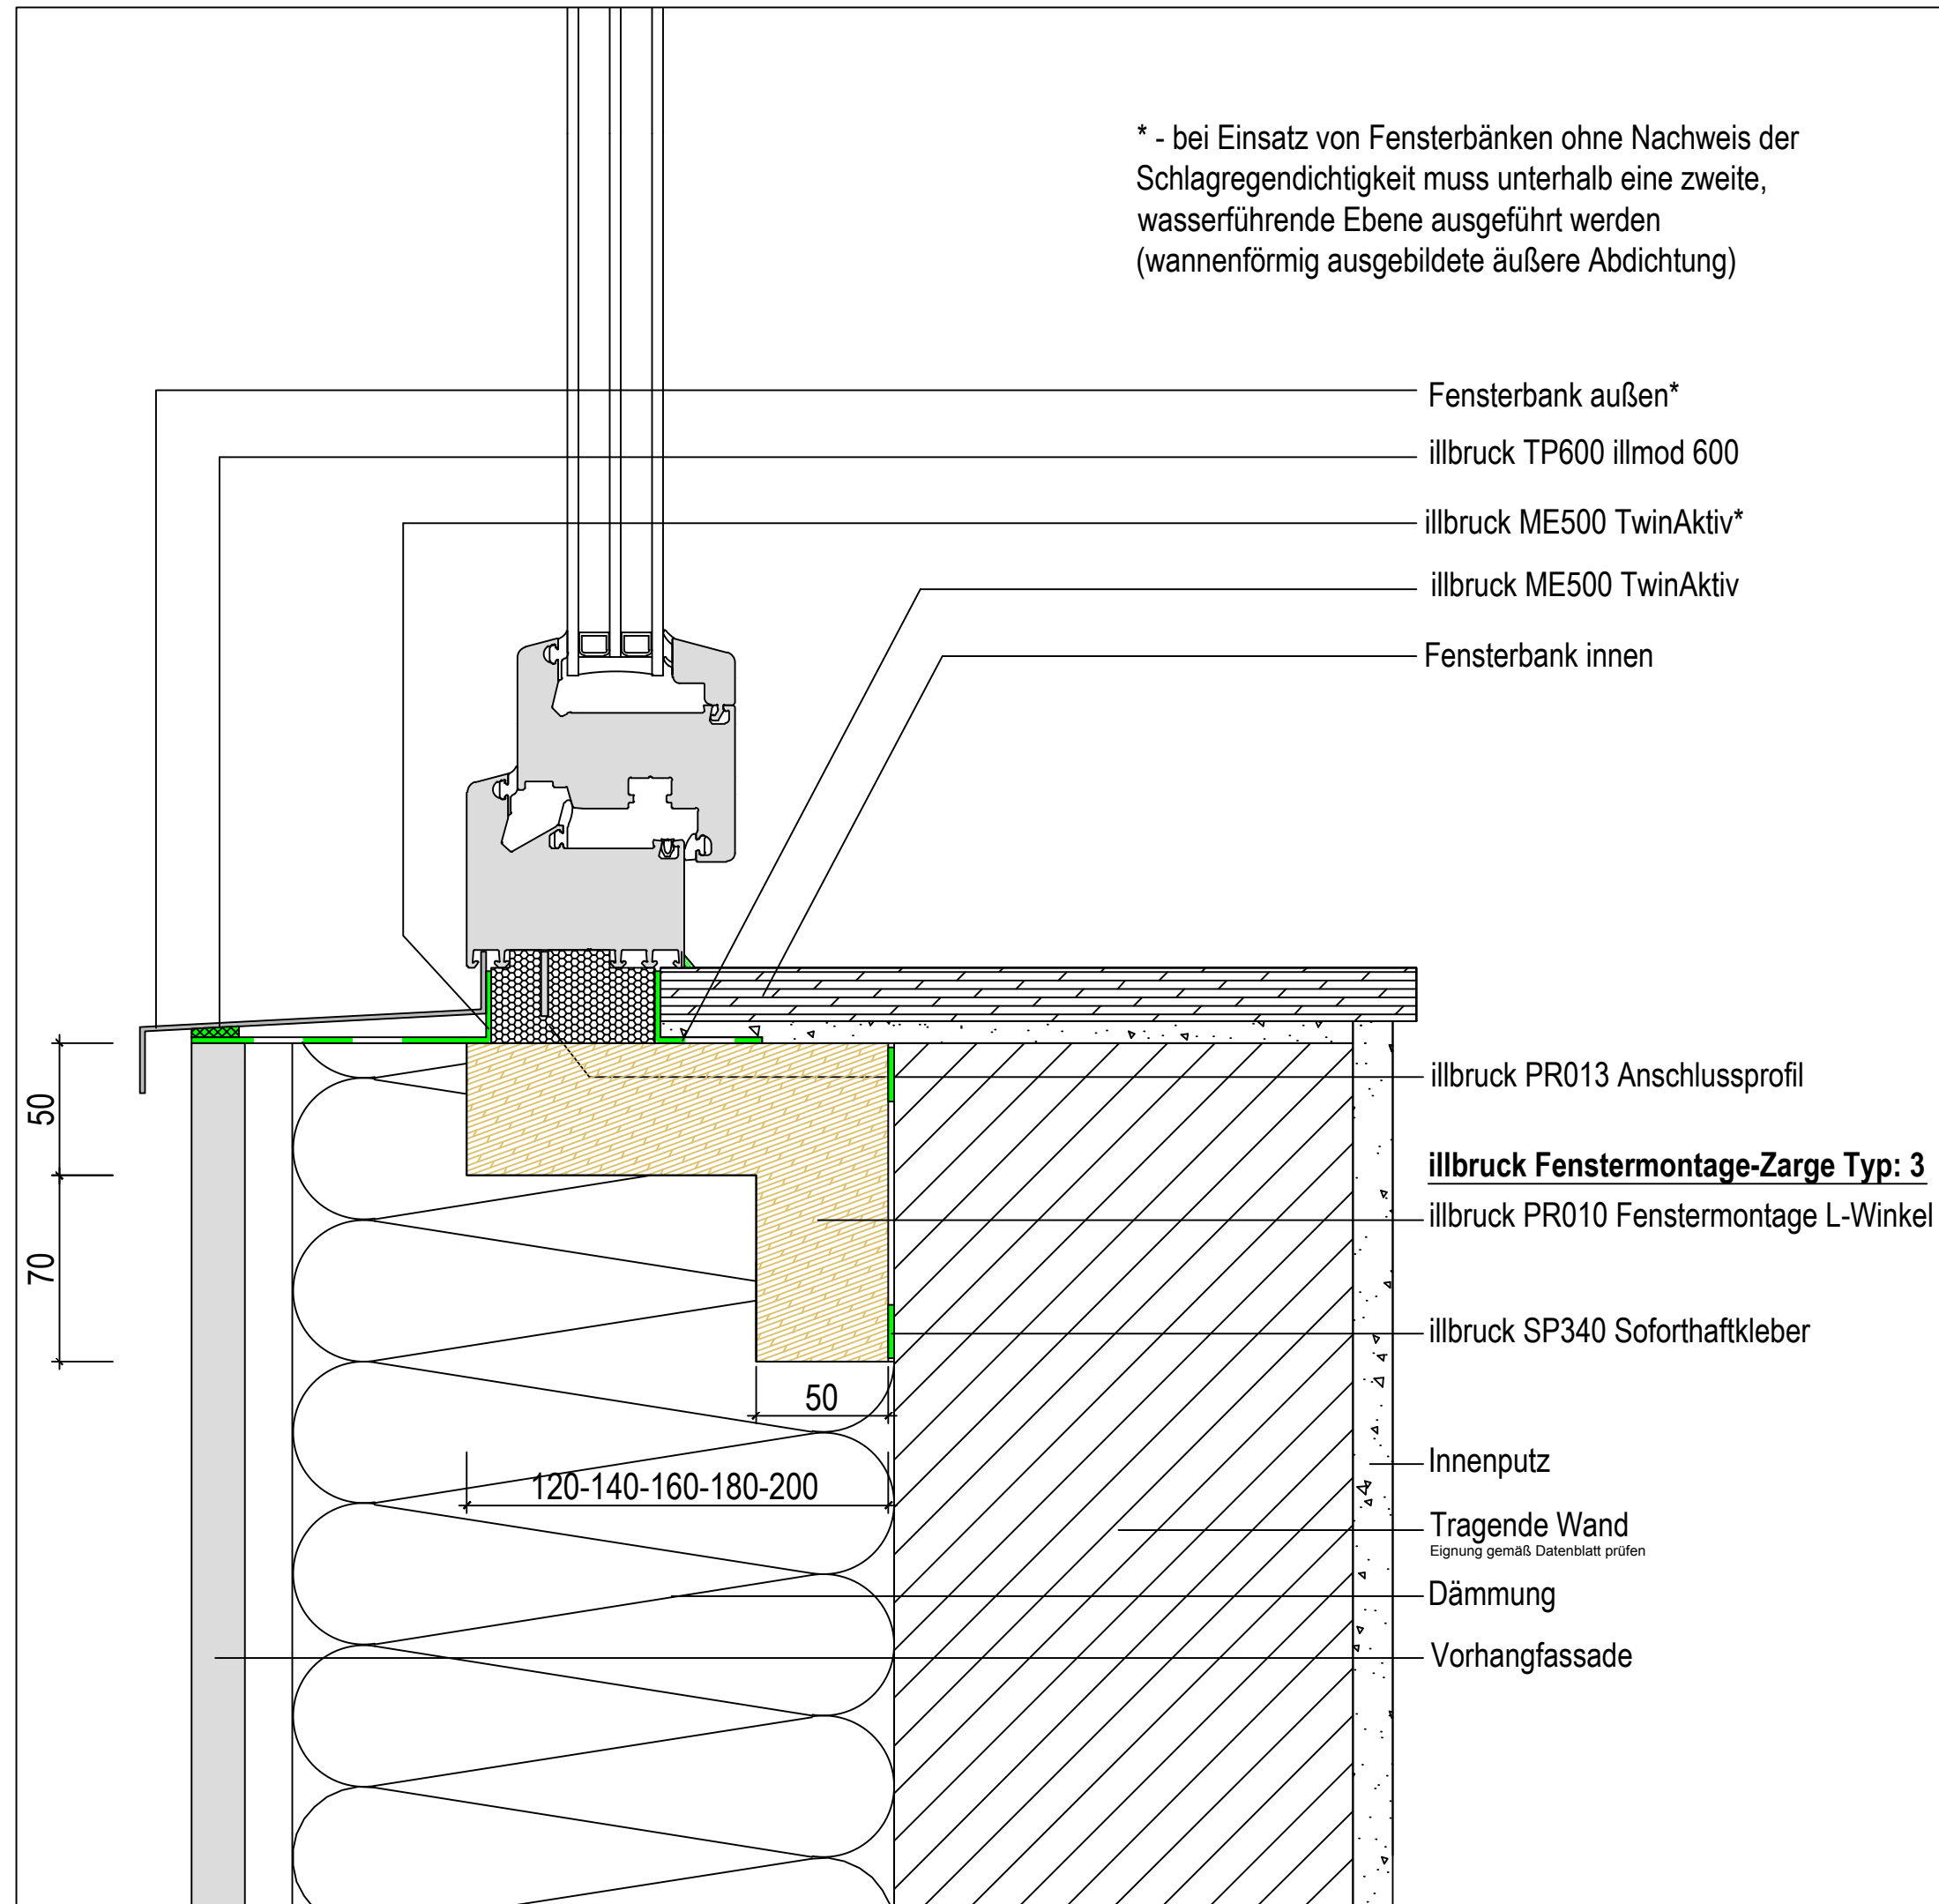 * - bei Einsatz von Fensterbänken ohne Nachweis der
Schlagregendichtigkeit muss unterhalb eine zweite,
wasserführende Ebene ausgeführt werden
(wannenförmig ausgebildete äußere Abdichtung)
Fensterbank außen*
illbruck TP600 illmod 600
illbruck ME500 TwinAktiv*
illbruck ME500 TwinAktiv
Fensterbank innen
illbruck PR013 Anschlussprofil
50
illbruck Fenstermontage-Zarge Typ: 3
illbruck PR010 Fenstermontage L-Winkel
70
illbruck SP340 Soforthaftkleber
50
Innenputz
120-140-160-180-200
Tragende Wand
Eignung gemäß Datenblatt prüfen
Dämmung
Vorhangfassade